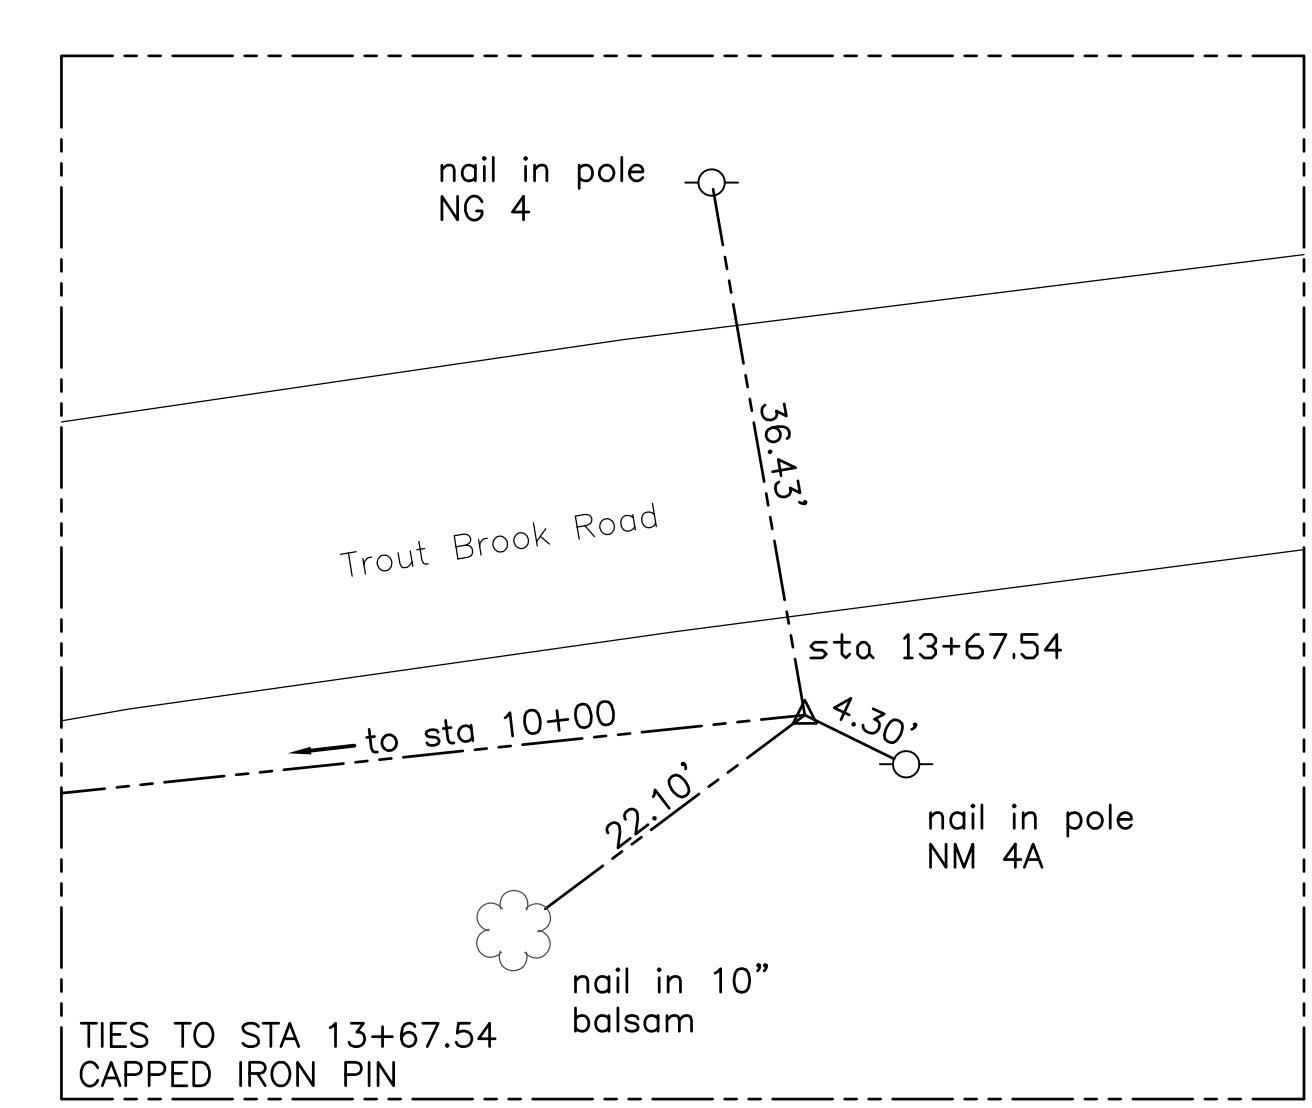 nail in pole
NG 4
36.43’
Trout Brook Road
sta 13+67.54
to sta 10+00
4.30’
22.10’
nail in pole
NM 4A
nail in 10”
balsam
TIES TO STA 13+67.54
CAPPED IRON PIN